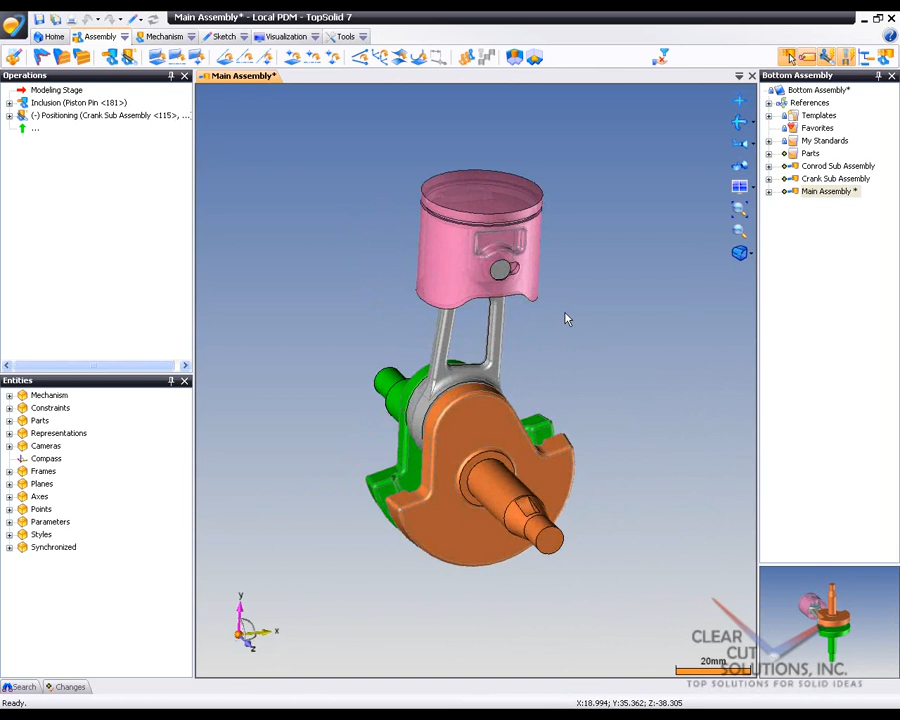 Main Assembly* - Local PDM - TopSolid 7
Home
Assembly
Mechanism
Sketch
Visualization
Tools
Operations
Modeling Stage
Inclusion (Piston Pin <181>)
(-) Positioning (Crank Sub Assembly <115>, ...
...
Entities
Mechanism
Constraints
Parts
Representations
Cameras
Compass
Frames
Planes
Axes
Points
Parameters
Styles
Synchronized
Search
Changes
Ready.
Main Assembly*
y
x
z
20mm
X:18.994; Y:35.362; Z:-38.305
Bottom Assembly
Bottom Assembly*
References
Templates
Favorites
My Standards
Parts
Conrod Sub Assembly
Crank Sub Assembly
Main Assembly *
CLEAR
CUT
SOLUTIONS, INC.
TOP SOLUTIONS FOR SOLID IDEAS